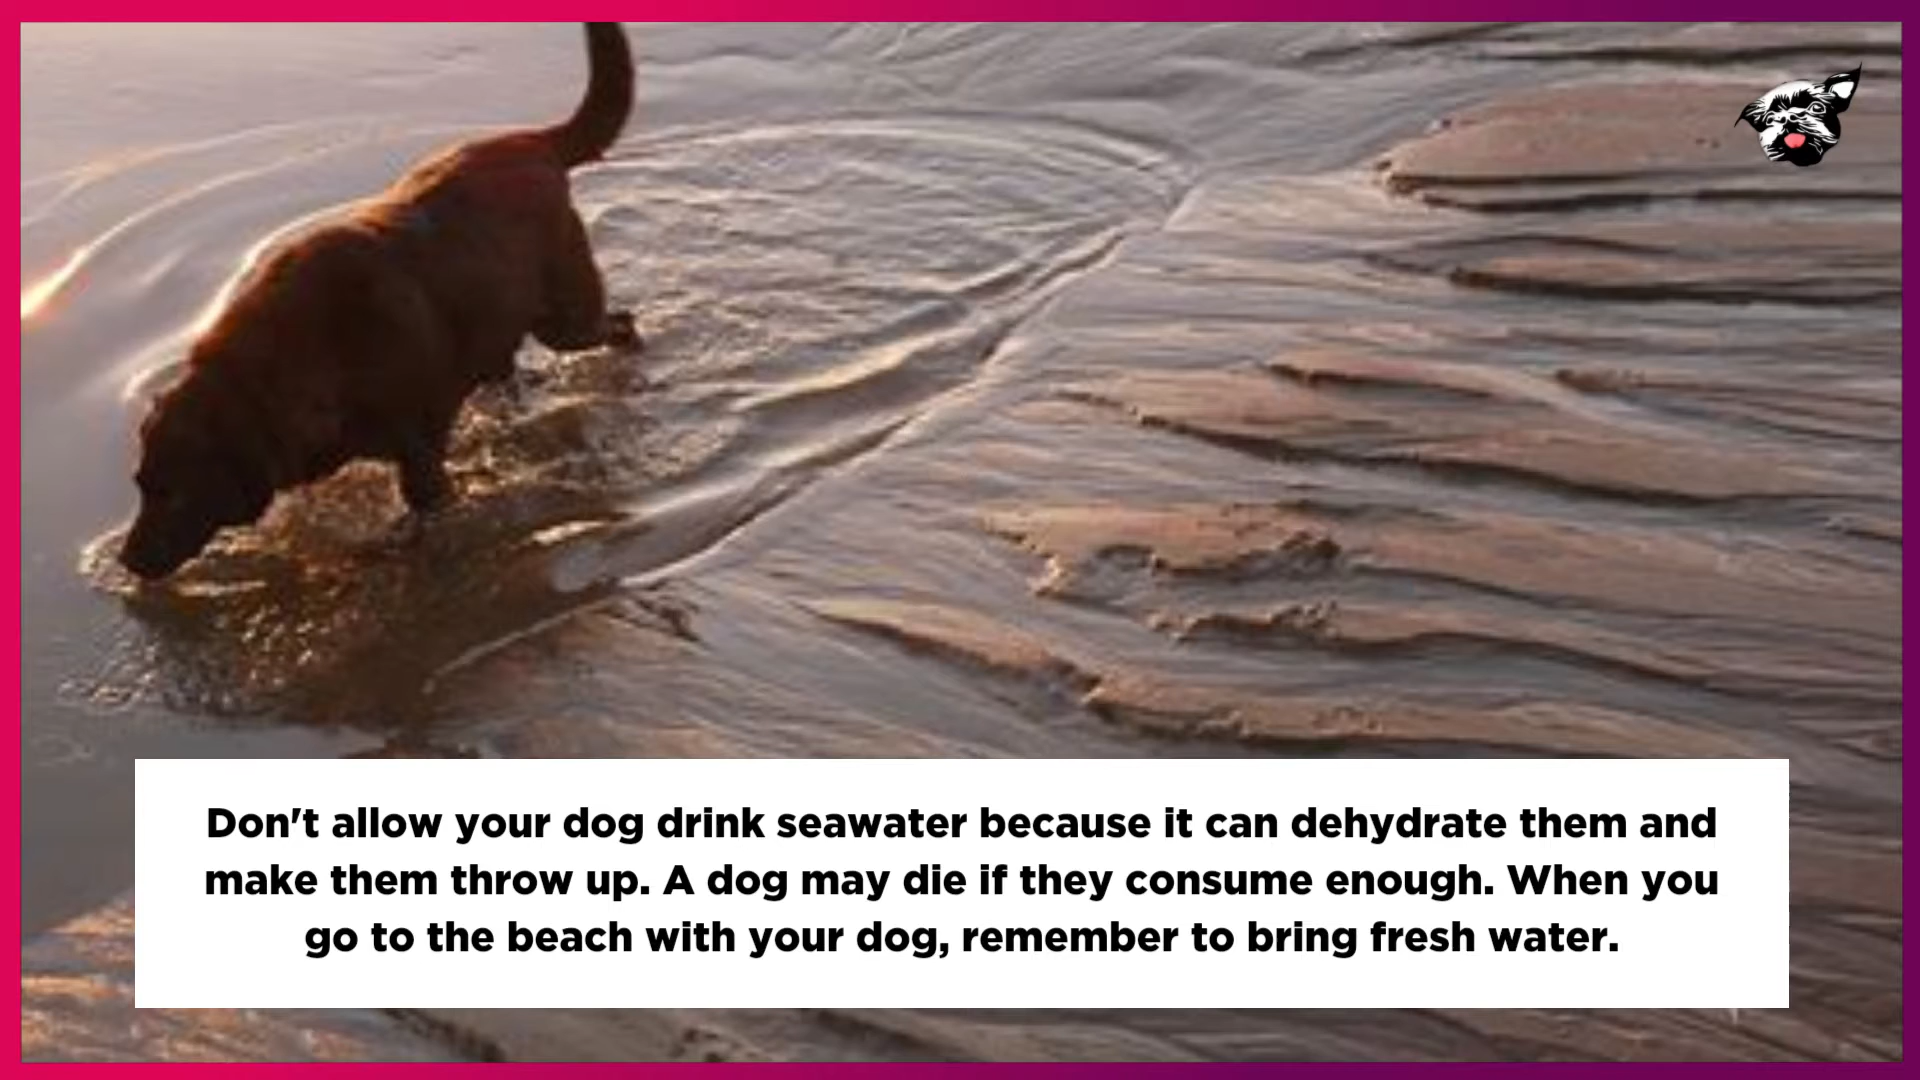 Don't allow your dog drink seawater because it can dehydrate them and
make them throw up. A dog may die if they consume enough. When you
go to the beach with your dog, remember to bring fresh water.